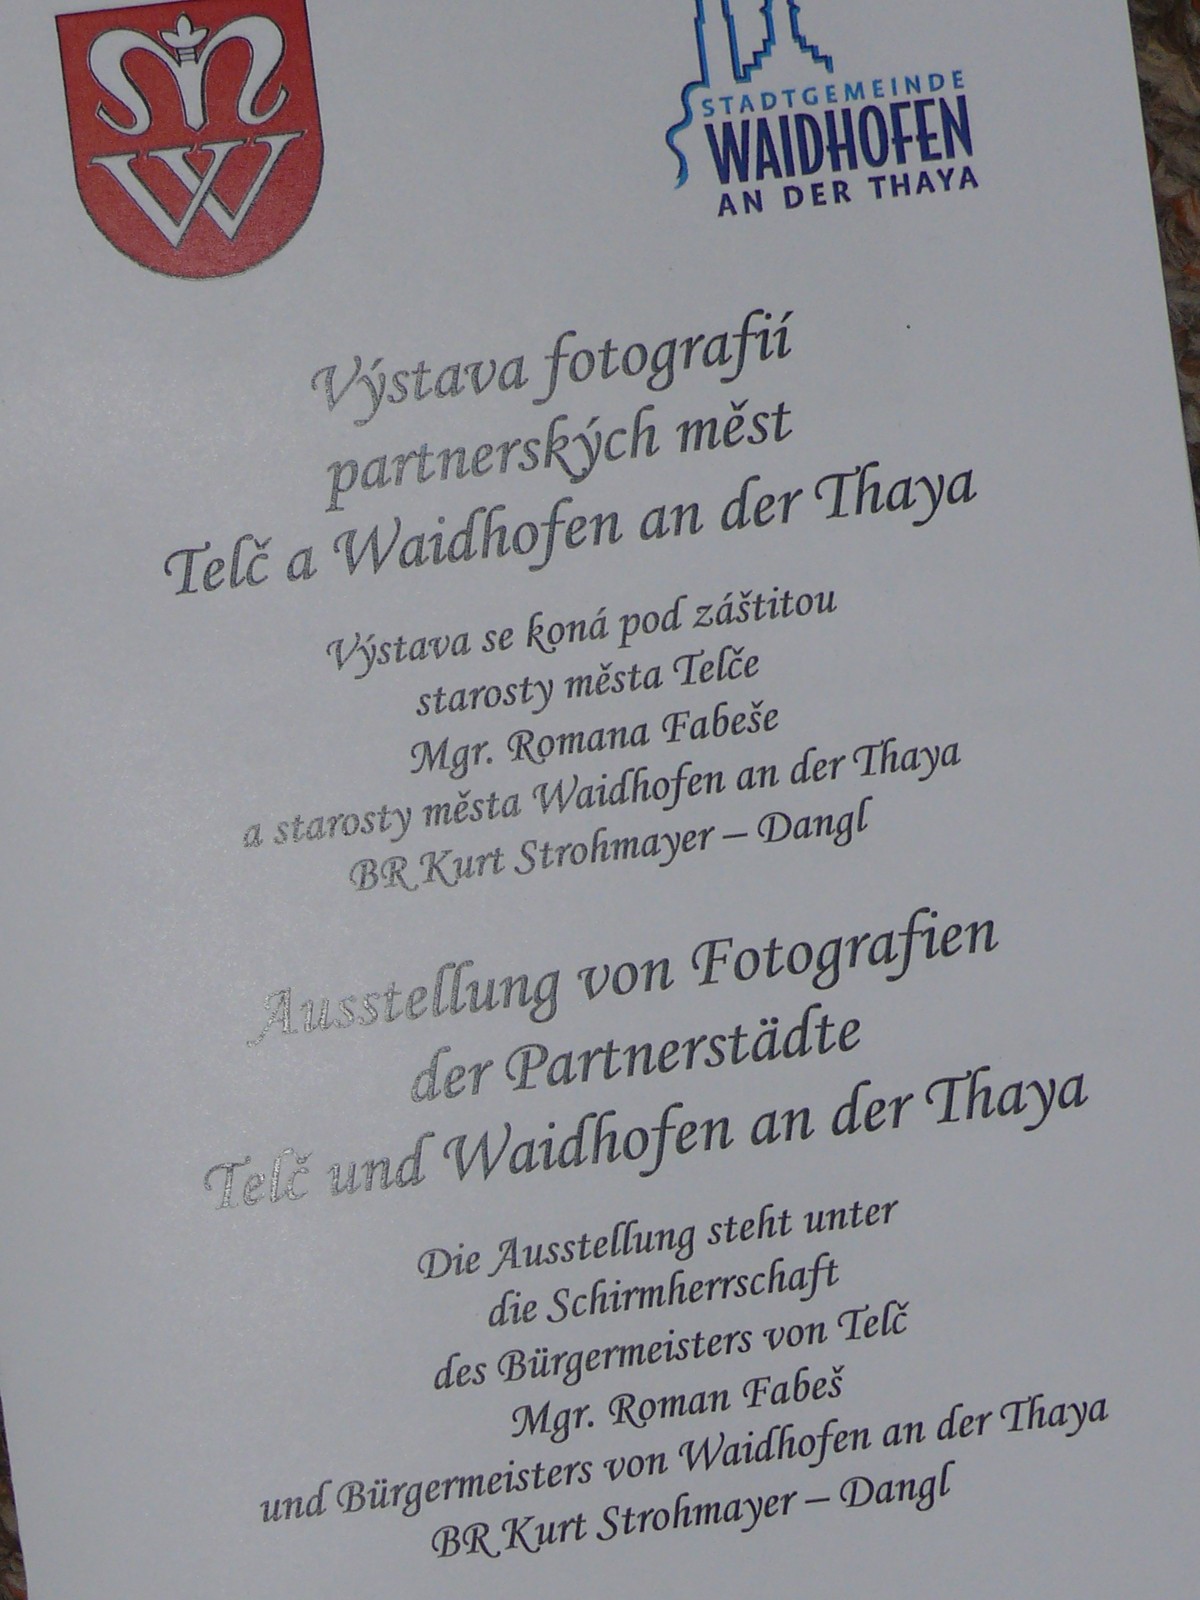 STADTGEMEINDE
WAIDHOFEN
AN DER THAYA
W
Výstava fotografií
partnerských měst
Telč a Waidhofen an der Thaya
Výstava se koná pod záštitou
starosty města Telče
Mgr. Romana Fabeše
a starosty města Waidhofen an der Thaya
BR Kurt Strohmayer – Dangl
Ausstellung von Fotografien
der Partnerstädte
Telč und Waidhofen an der Thaya
Die Ausstellung steht unter
die Schirmherrschaft
des Bürgermeisters von Telč
Mgr. Roman Fabeš
und Bürgermeisters von Waidhofen an der Thaya
BR Kurt Strohmayer – Dangl